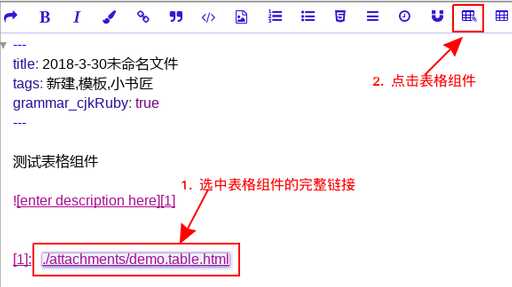 B I
---
title: 2018-3-30未命名文件
tags: 新建,模板,小书匠
grammar_cjkRuby: true
---
2. 点击表格组件
测试表格组件
1. 选中表格组件的完整链接
![enter description here][1]
[1]: ./attachments/demo.table.html